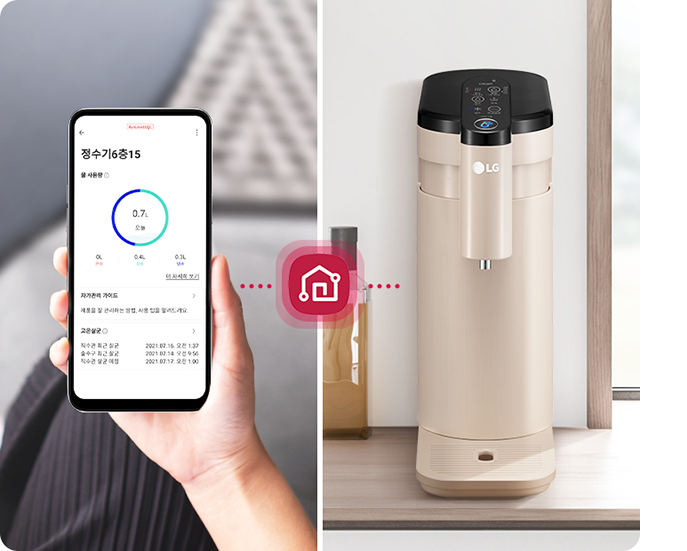 정수기6층15
물 사용량
0.7L
오늘
0L
0.4L
0.3L
더 자세히 보기
자가관리 가이드
제품을 잘 관리하는 방법, 사용 팁을 알려드려요.
고온살균
직수관 최근 살균 2021.07.16. 오전 1:37
출수구 최근 살균 2021.07.14. 오전 9:56
직수관 살균 예정 2021.07.17. 오전 1:00
LG